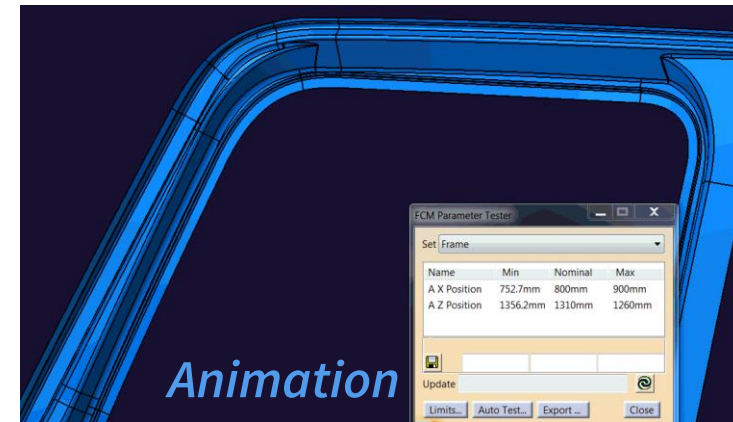 FCM Parameter Tester
Set Frame
Name Min Nominal Max
A X Position 752.7mm 800mm 900mm
A Z Position 1356.2mm 1310mm 1260mm
Animation
Update
Limits... Auto Test... Export ... Close